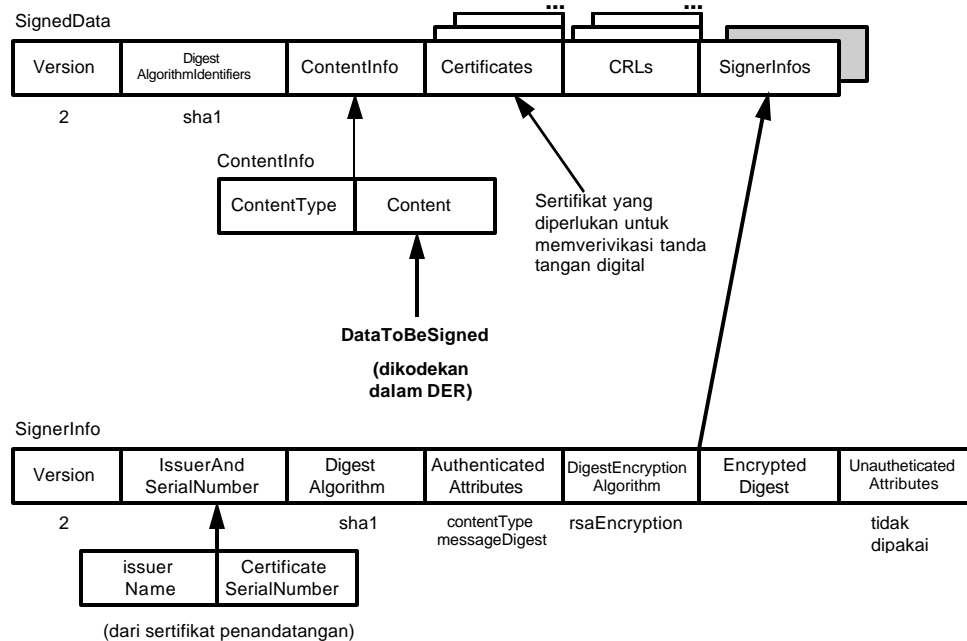 ...
...
SignedData
Version
Digest
AlgorithmIdentifiers
ContentInfo
Certificates
CRLs
SignerInfos
2
sha1
ContentInfo
ContentType
Content
Sertifikat yang
diperlukan untuk
memverivikasi tanda
tangan digital
DataToBeSigned
(dikodekan
dalam DER)
SignerInfo
Version
IssuerAnd
SerialNumber
Digest
Algorithm
Authenticated
Attributes
DigestEncryption
Algorithm
Encrypted
Digest
Unautheticated
Attributes
2
sha1
contentType
messageDigest
rsaEncryption
tidak
dipakai
issuer
Name
Certificate
SerialNumber
(dari sertifikat penandatangan)